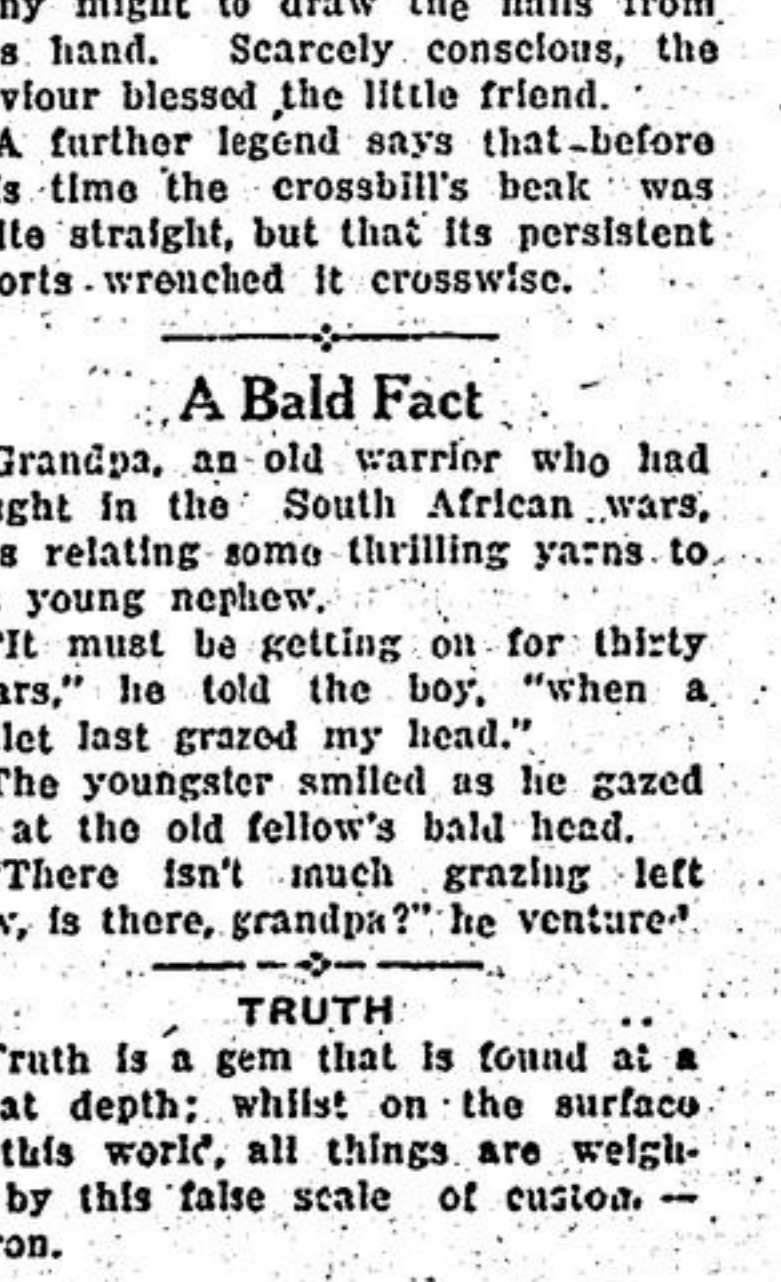 might to draw the nails from
s hand. Scarcely conscious, the
viour blessed the little friend.
A further legend says that before
s time the crossbill's beak was
ite straight, but that its persistent
orts wrenched it crosswise.
A Bald Fact
Grandpa, an old warrior who had
ght in the South African wars,
s relating some thrilling yarns to
young nephew.
"It must be getting on for thirty
ars," he told the boy, "when a
let last grazed my head."
The youngster smiled as he gazed
at the old fellow's bald head.
"There isn't much grazing left
w, is there, grandpa?" he ventured
TRUTH
Truth is a gem that is found at a
at depth; whilst on the surface
this world, all things are weigh-
by this false scale of custom. —
ron.